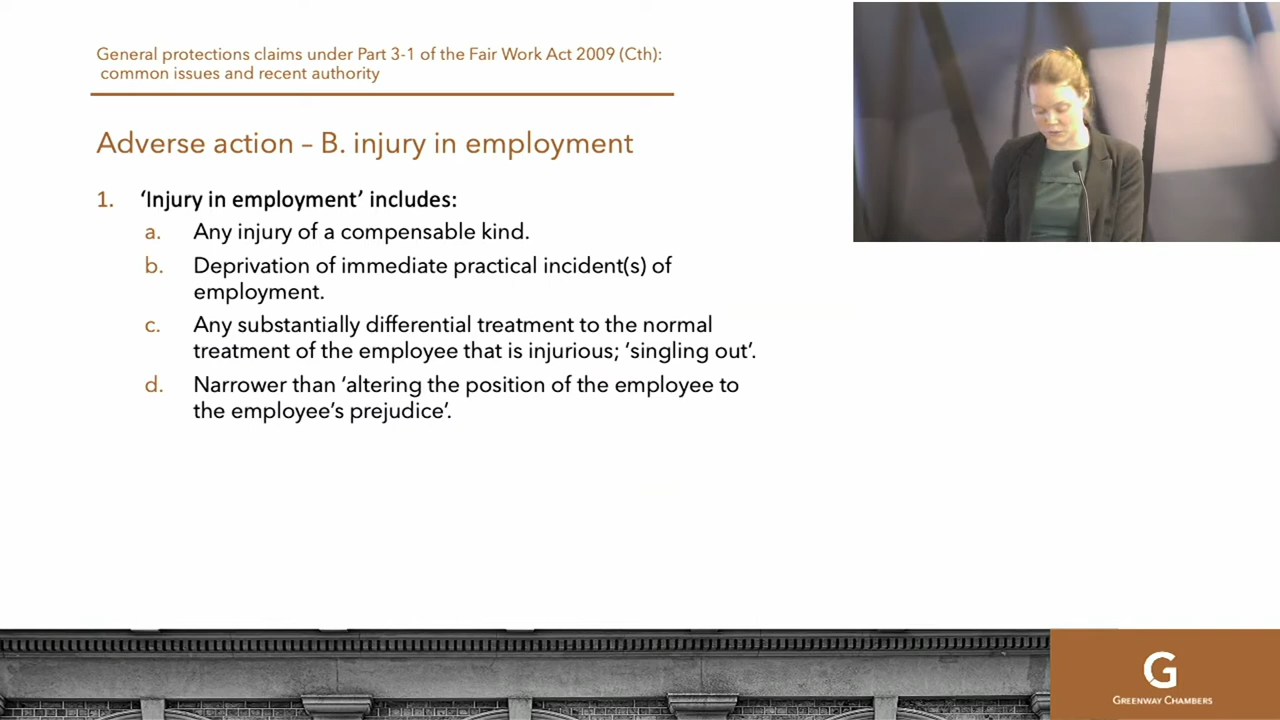 General protections claims under Part 3-1 of the Fair Work Act 2009 (Cth):
common issues and recent authority
Adverse action – B. injury in employment
1. ‘Injury in employment’ includes:
a. Any injury of a compensable kind.
b. Deprivation of immediate practical incident(s) of
employment.
c. Any substantially differential treatment to the normal
treatment of the employee that is injurious; ‘singling out’.
d. Narrower than ‘altering the position of the employee to
the employee’s prejudice’.
G
GREENWAY CHAMBERS